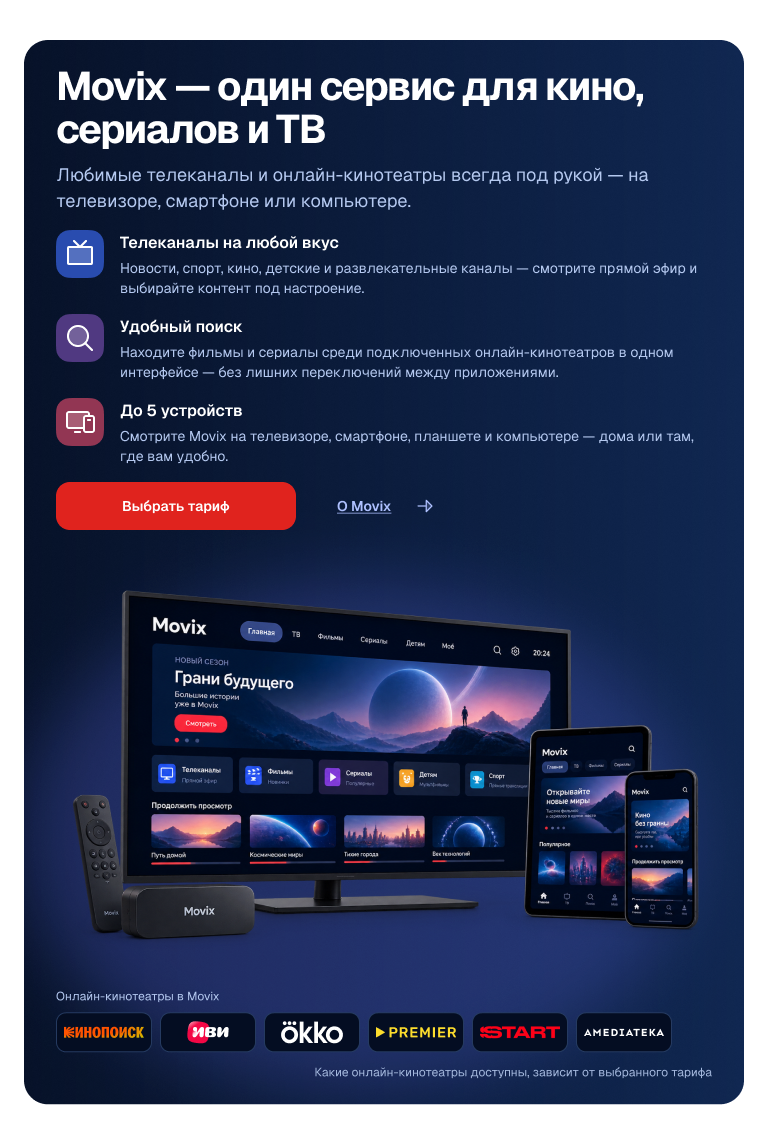 Movix — один сервис для кино,
сериалов и ТВ
Любимые телеканалы и онлайн-кинотеатры всегда под рукой — на
телевизоре, смартфоне или компьютере.
Телеканалы на любой вкус
Новости, спорт, кино, детские и развлекательные каналы — смотрите прямой эфир и
выбирайте контент под настроение.
Удобный поиск
Находите фильмы и сериалы среди подключенных онлайн-кинотеатров в одном
интерфейсе — без лишних переключений между приложениями.
До 5 устройств
Смотрите Movix на телевизоре, смартфоне, планшете и компьютере — дома или там,
где вам удобно.
Выбрать тариф
О Movix
Movix
Главная ТВ Фильмы Сериалы Детям Моё 20:24
НОВЫЙ СЕЗОН
Грани будущего
Большие истории
уже в Movix
Смотреть
Телеканалы
Прямой эфир
Фильмы
Новинки
Сериалы
Популярное
Детям
Мультфильмы
Спорт
Продолжить просмотр
Путь домой
Космические миры
Тихие города
Век технологий
Movix
Главная ТВ Фильмы Сериалы
Открывайте
новые миры
Популярное
Movix
Кино
без границ
Продолжить просмотр
Movix
Movix
Онлайн-кинотеатры в Movix
КИНОПОИСК
иви
ökko
PREMIER
START
AMEDIATEKA
Какие онлайн-кинотеатры доступны, зависит от выбранного тарифа